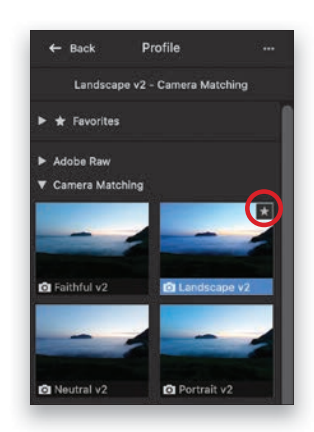 ← Back Profile ···
Landscape v2 - Camera Matching
▶ ★ Favorites
▶ Adobe Raw
▼ Camera Matching
Faithful v2 Landscape v2
Neutral v2 Portrait v2